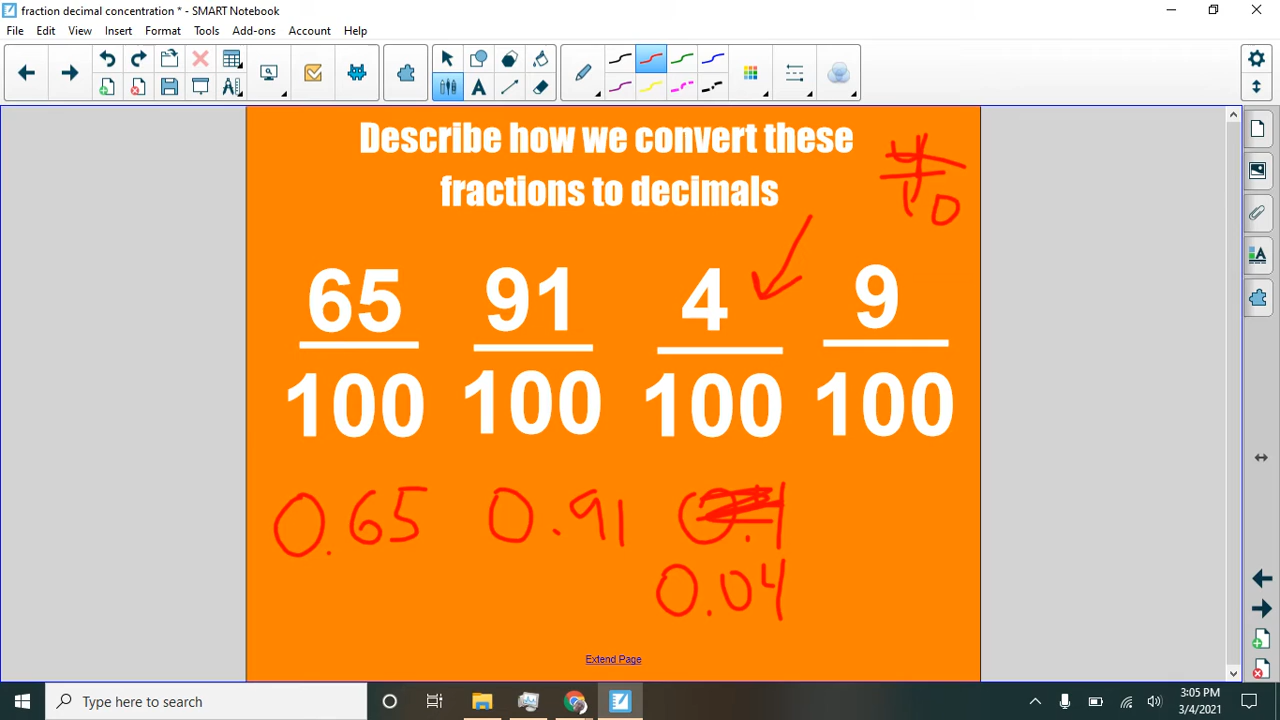 fraction decimal concentration * - SMART Notebook
File Edit View Insert Format Tools Add-ons Account Help
Describe how we convert these
fractions to decimals
4
10
65 91 4 9
100 100 100 100
0.65 0.91
0.04
Extend Page
Type here to search
3:05 PM
3/4/2021